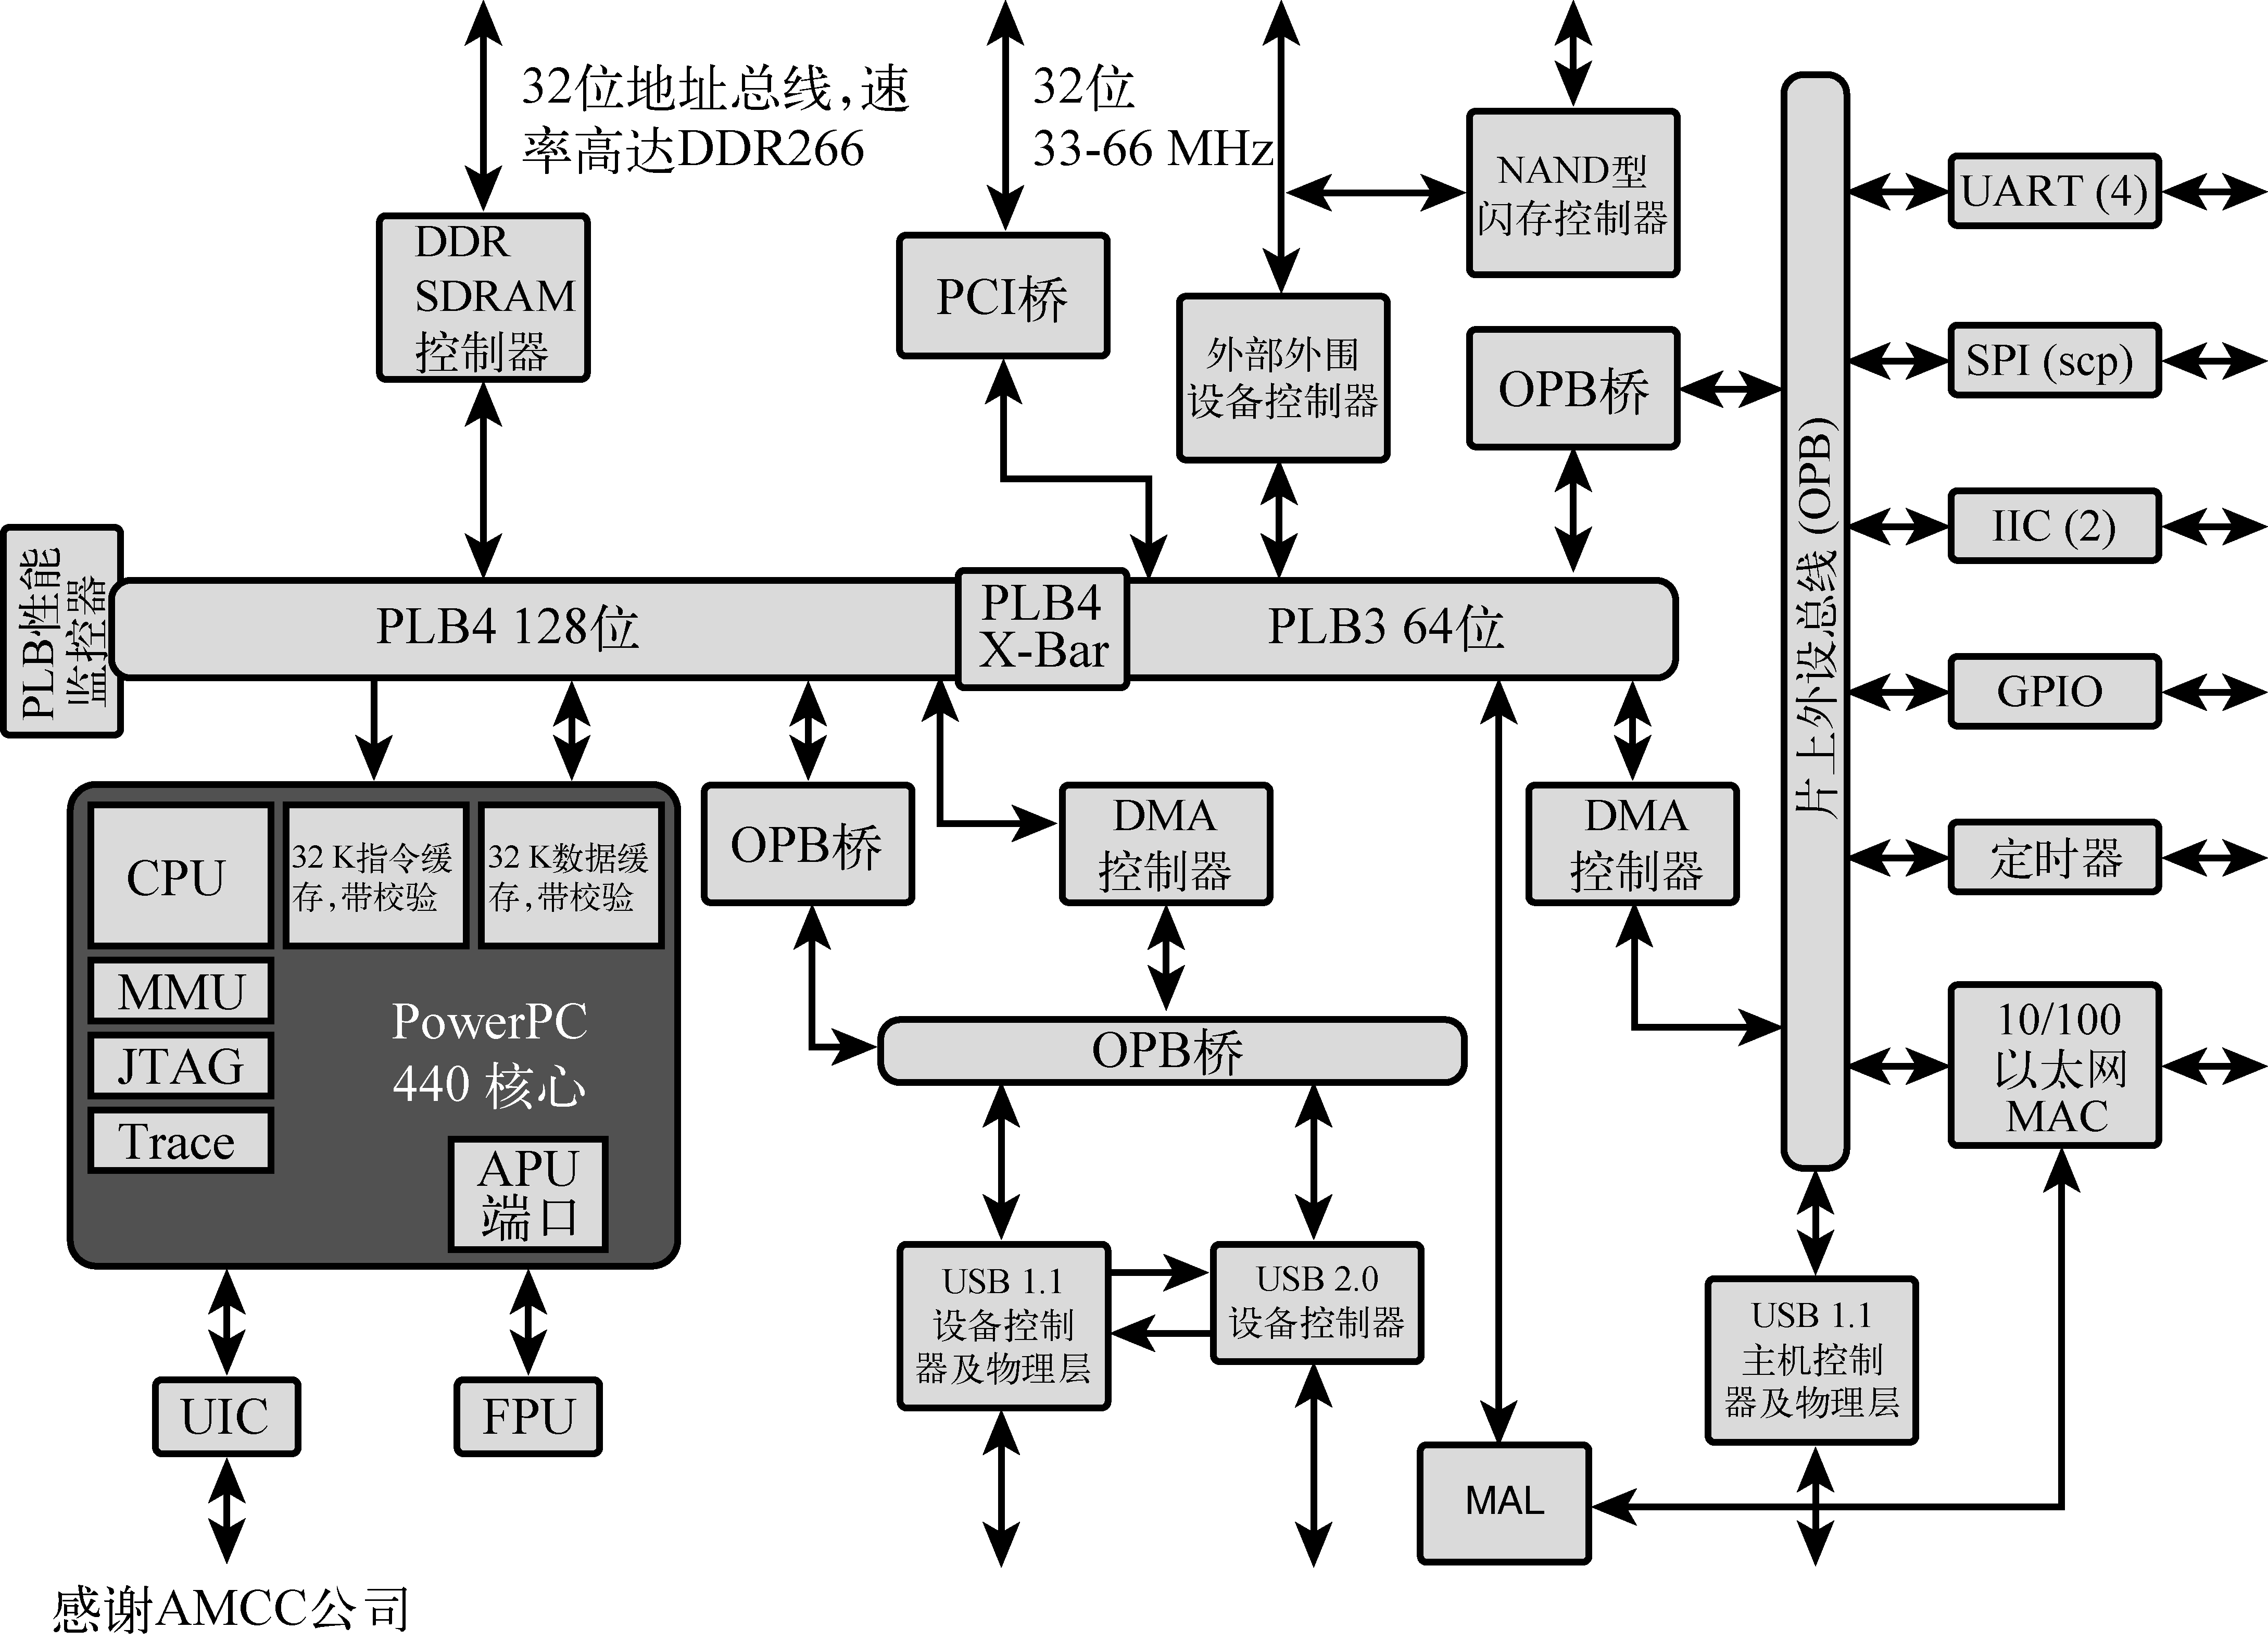 32位地址总线,速
率高达DDR266
32位
33-66 MHz
NAND型
闪存控制器
DDR
SDRAM
控制器
PCI桥
外部外围
设备控制器
OPB桥
片上外设总线 (OPB)
UART (4)
SPI (scp)
IIC (2)
GPIO
定时器
10/100
以太网
MAC
PLB性能
监控器
PLB4 128位
PLB4
X-Bar
PLB3 64位
CPU
32 K指令缓
存,带校验
32 K数据缓
存,带校验
MMU
JTAG
Trace
PowerPC
440 核心
APU
端口
OPB桥
DMA
控制器
DMA
控制器
OPB桥
USB 1.1
设备控制
器及物理层
USB 2.0
设备控制器
USB 1.1
主机控制
器及物理层
UIC
FPU
MAL
感谢AMCC公司